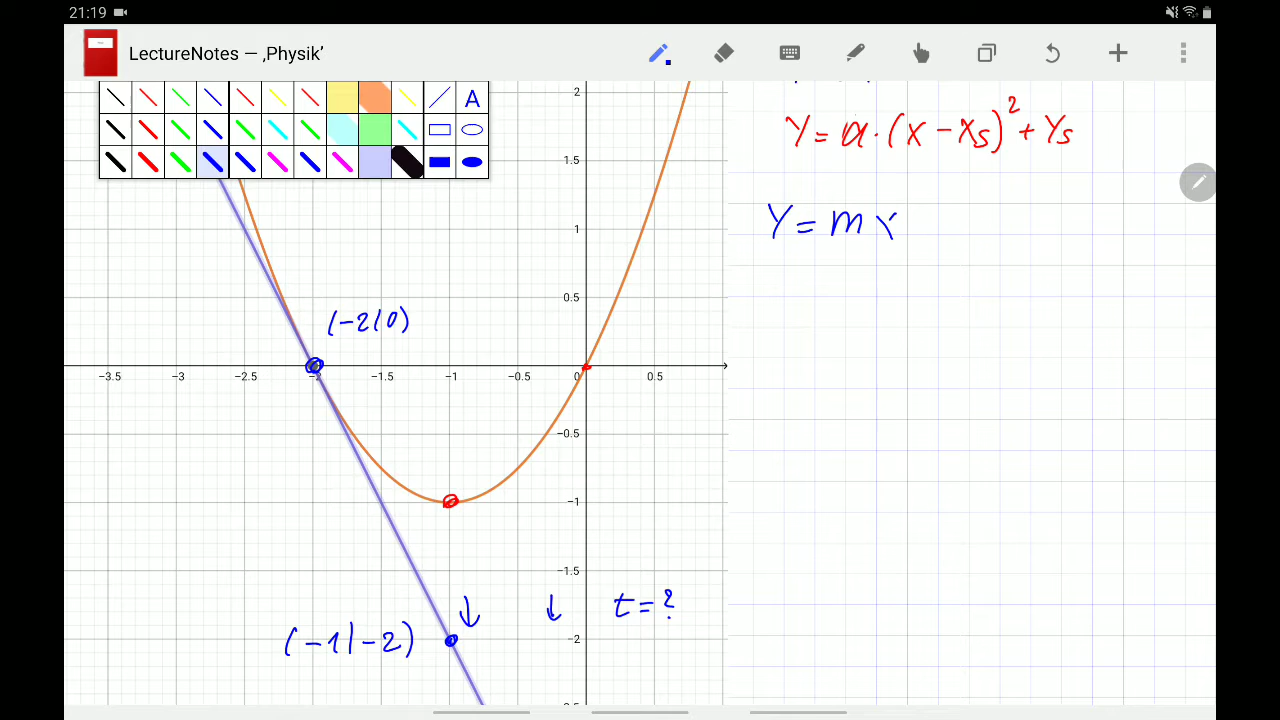 21:19
LectureNotes – ‚Physik’
A
Y = a · (x - xs)² + Ys
Y = m x
(-2|0)
(-1|-2)
t = ?
2
1.5
1
0.5
-3.5 -3 -2.5 -2 -1.5 -1 -0.5 0 0.5
-0.5
-1
-1.5
-2